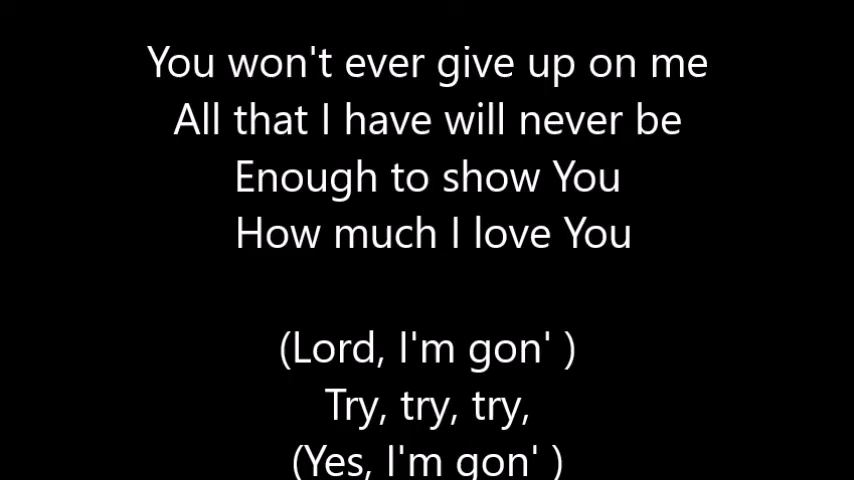 You won't ever give up on me
All that I have will never be
Enough to show You
How much I love You
(Lord, I'm gon' )
Try, try, try,
(Yes, I'm gon' )